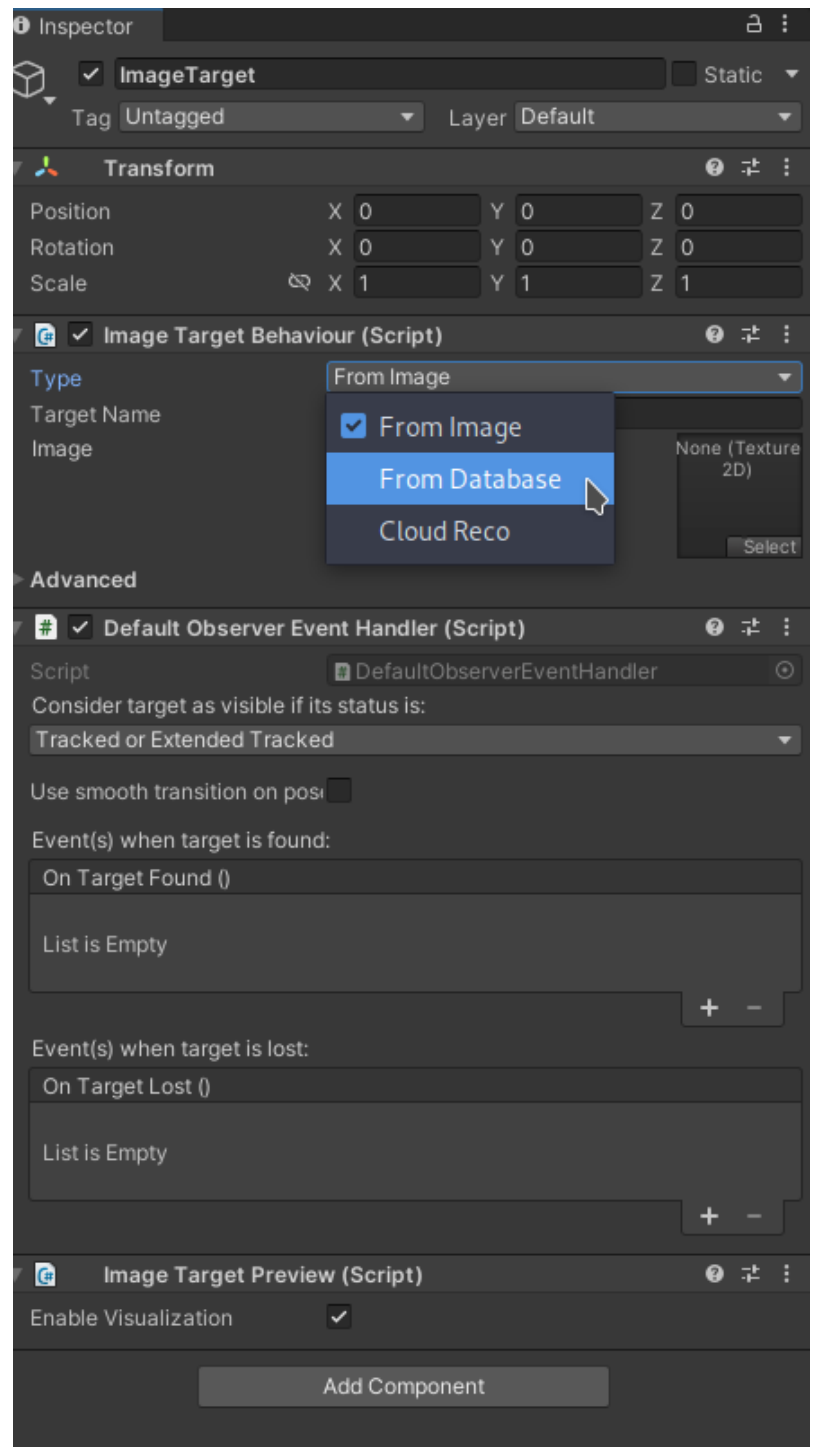 Inspector
ImageTarget Static
Tag Untagged Layer Default
Transform
Position X 0 Y 0 Z 0
Rotation X 0 Y 0 Z 0
Scale X 1 Y 1 Z 1
Image Target Behaviour (Script)
Type From Image
Target Name
From Image
Image None (Texture
2D)
From Database
Cloud Reco
Select
Advanced
# Default Observer Event Handler (Script)
Script # DefaultObserverEventHandler
Consider target as visible if its status is:
Tracked or Extended Tracked
Use smooth transition on pos
Event(s) when target is found:
On Target Found ()
List is Empty
+ −
Event(s) when target is lost:
On Target Lost ()
List is Empty
+ −
Image Target Preview (Script)
Enable Visualization
Add Component